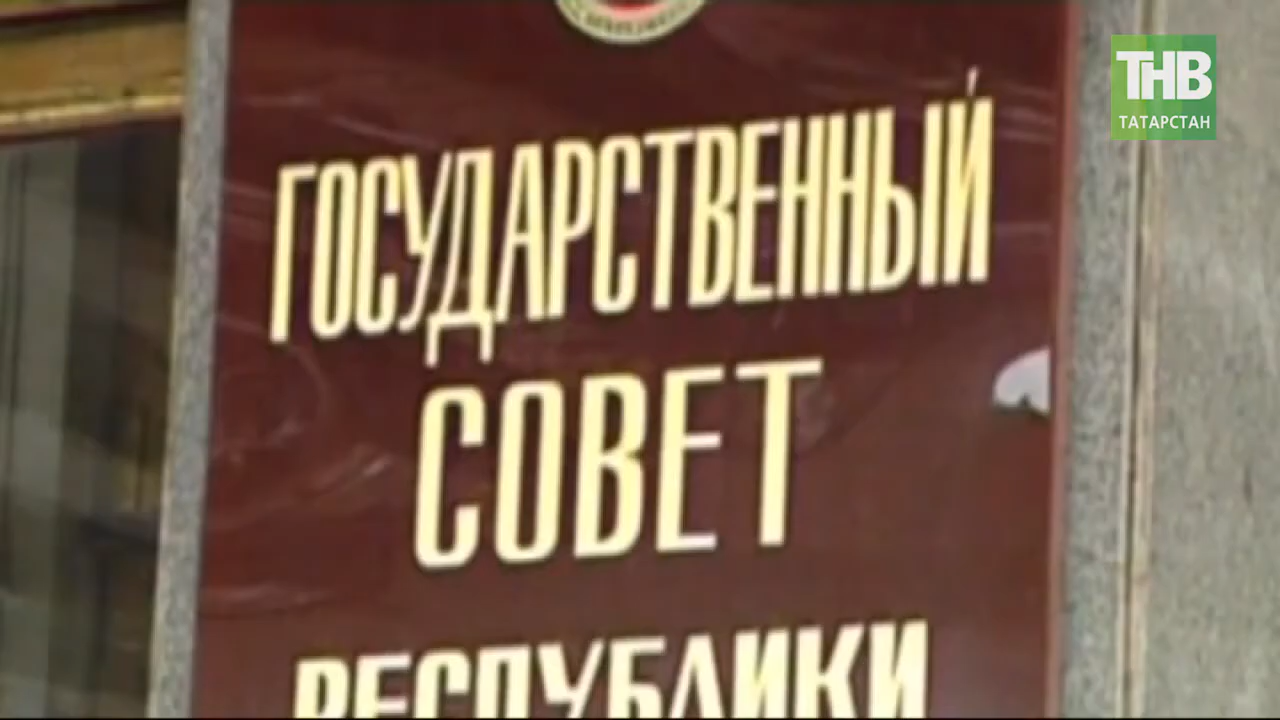 ТНВ
ТАТАРСТАН
ГОСУДАРСТВЕННЫЙ
СОВЕТ
РЕСПУБЛИКИ